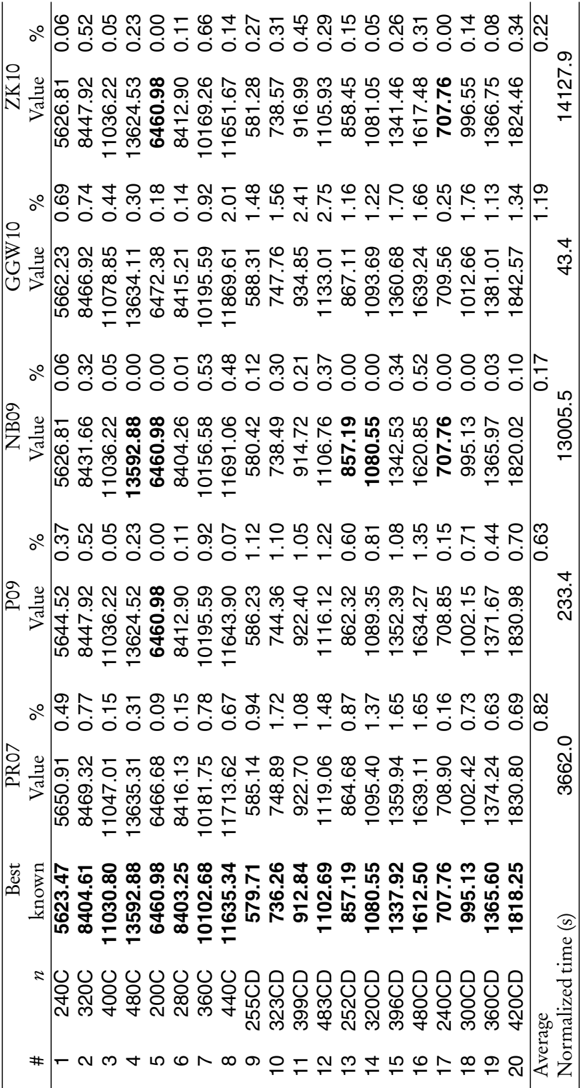 Best PR07 P09 NB09 GGW10 ZK10
# n known Value % Value % Value % Value % Value %
1 240C 5623.47 5650.91 0.49 5644.52 0.37 5626.81 0.06 5662.23 0.69 5626.81 0.06
2 320C 8404.61 8469.32 0.77 8447.92 0.52 8431.66 0.32 8466.92 0.74 8447.92 0.52
3 400C 11030.80 11047.01 0.15 11036.22 0.05 11036.22 0.05 11078.85 0.44 11036.22 0.05
4 480C 13592.88 13635.31 0.31 13624.52 0.23 13592.88 0.00 13634.11 0.30 13624.53 0.23
5 200C 6460.98 6466.68 0.09 6460.98 0.00 6460.98 0.00 6472.38 0.18 6460.98 0.00
6 280C 8403.25 8416.13 0.15 8412.90 0.11 8404.26 0.01 8415.21 0.14 8412.90 0.11
7 360C 10102.68 10181.75 0.78 10195.59 0.92 10156.58 0.53 10195.59 0.92 10169.26 0.66
8 440C 11635.34 11713.62 0.67 11643.90 0.07 11691.06 0.48 11869.61 2.01 11651.67 0.14
9 255CD 579.71 585.14 0.94 586.23 1.12 580.42 0.12 588.31 1.48 581.28 0.27
10 323CD 736.26 748.89 1.72 744.36 1.10 738.49 0.30 747.76 1.56 738.57 0.31
11 399CD 912.84 922.70 1.08 922.40 1.05 914.72 0.21 934.85 2.41 916.99 0.45
12 483CD 1102.69 1119.06 1.48 1116.12 1.22 1106.76 0.37 1133.01 2.75 1105.93 0.29
13 252CD 857.19 864.68 0.87 862.32 0.60 857.19 0.00 867.11 1.16 858.45 0.15
14 320CD 1080.55 1095.40 1.37 1089.35 0.81 1080.55 0.00 1093.69 1.22 1081.05 0.05
15 396CD 1337.92 1359.94 1.65 1352.39 1.08 1342.53 0.34 1360.68 1.70 1341.46 0.26
16 480CD 1612.50 1639.11 1.65 1634.27 1.35 1620.85 0.52 1639.24 1.66 1617.48 0.31
17 240CD 707.76 708.90 0.16 708.85 0.15 707.76 0.00 709.56 0.25 707.76 0.00
18 300CD 995.13 1002.42 0.73 1002.15 0.71 995.13 0.00 1012.66 1.76 996.55 0.14
19 360CD 1365.60 1374.24 0.63 1371.67 0.44 1365.97 0.03 1381.01 1.13 1366.75 0.08
20 420CD 1818.25 1830.80 0.69 1830.98 0.70 1820.02 0.10 1842.57 1.34 1824.46 0.34
Average 0.82 0.63 0.17 1.19 0.22
Normalized time (s) 3662.0 233.4 13005.5 43.4 14127.9